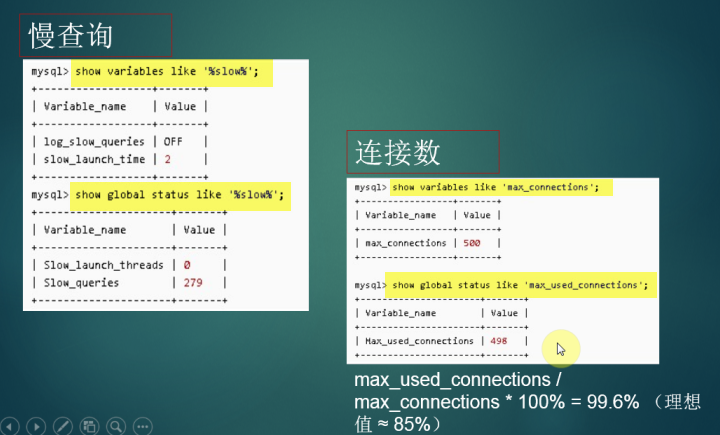 慢查询
mysql> show variables like '%slow%';
+------------------+-------+
| Variable_name | Value |
+------------------+-------+
| log_slow_queries | OFF |
| slow_launch_time | 2 |
+------------------+-------+
mysql> show global status like '%slow%';
+---------------------+-------+
| Variable_name | Value |
+---------------------+-------+
| Slow_launch_threads | 0 |
| Slow_queries | 279 |
+---------------------+-------+
连接数
mysql> show variables like 'max_connections';
+-----------------+-------+
| Variable_name | Value |
+-----------------+-------+
| max_connections | 500 |
+-----------------+-------+
mysql> show global status like 'max_used_connections';
+----------------------+-------+
| Variable_name | Value |
+----------------------+-------+
| Max_used_connections | 498 |
+----------------------+-------+
max_used_connections /
max_connections * 100% = 99.6% （理想
值 ≈ 85%）